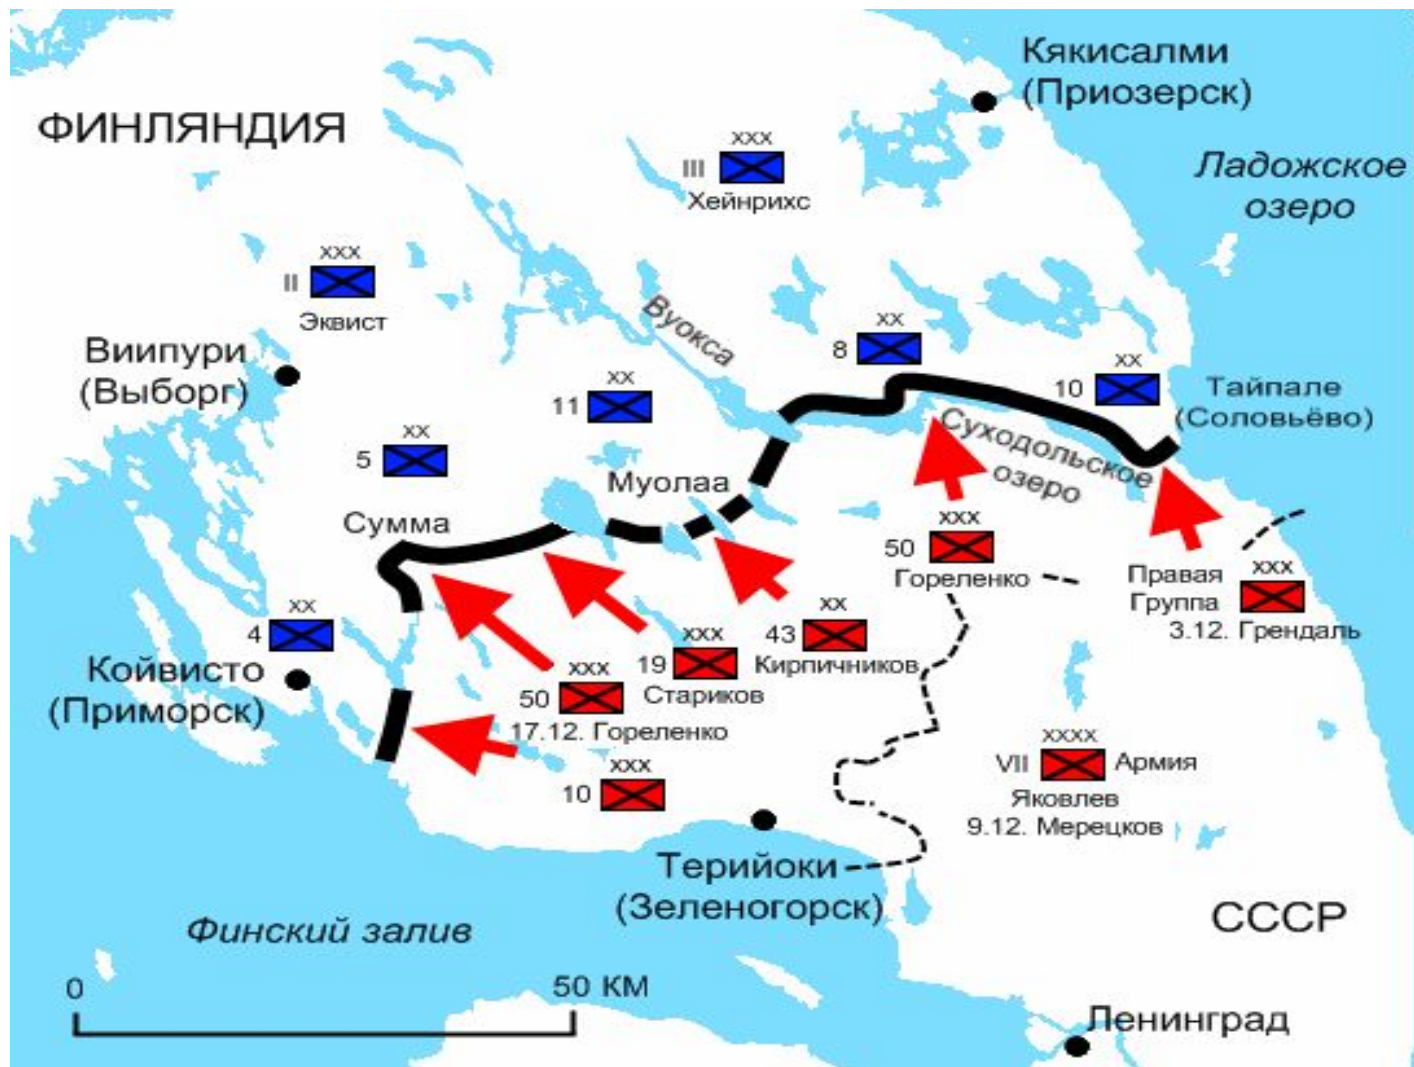 Кякисалми
(Приозерск)
ФИНЛЯНДИЯ
xxx
III
Хейнрихс
Ладожское
озеро
xxx
II
Эквист
Вуокса
xx
8
Виипури
(Выборг)
xx
11
xx
10
Тайпале
(Соловьёво)
xx
5
Суходольское
озеро
Муолаа
Сумма
xxx
50
Гореленко
xxx
Правая
Группа
3.12. Грендаль
xx
4
xx
43
Кирпичников
xxx
19
Стариков
Койвисто
(Приморск)
xxx
50
17.12. Гореленко
xxx
10
xxxx
VII
Армия
Яковлев
9.12. Мерецков
Терийоки
(Зеленогорск)
СССР
Финский залив
0
50 КМ
Ленинград